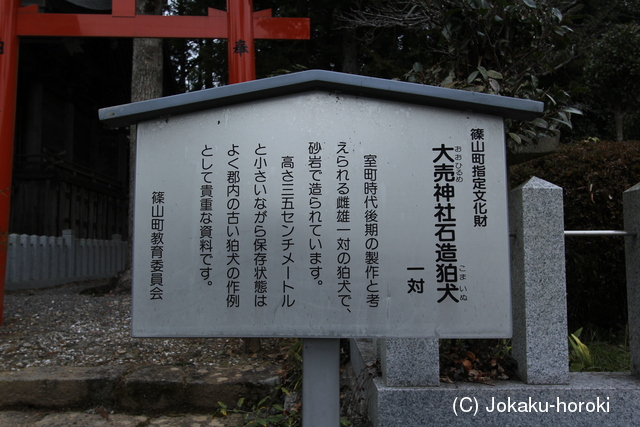 篠山町指定文化財
大売神社石造狛犬
おおひるめ
こまいぬ
一対
室町時代後期の製作と考
えられる雌雄一対の狛犬で、
砂岩で造られています。
高さ三五センチメートル
と小さいながら保存状態は
よく郡内の古い狛犬の作例
として貴重な資料です。
篠山町教育委員会
奉
(C) Jokaku-horoki